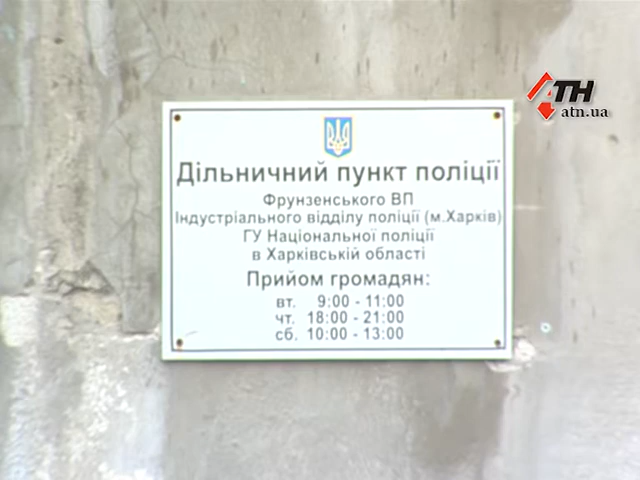 АТН
atn.ua
Дільничний пункт поліції
Фрунзенського ВП
Індустріального відділу поліції (м.Харків)
ГУ Національної поліції
в Харківській області
Прийом громадян:
вт. 9:00 - 11:00
чт. 18:00 - 21:00
сб. 10:00 - 13:00